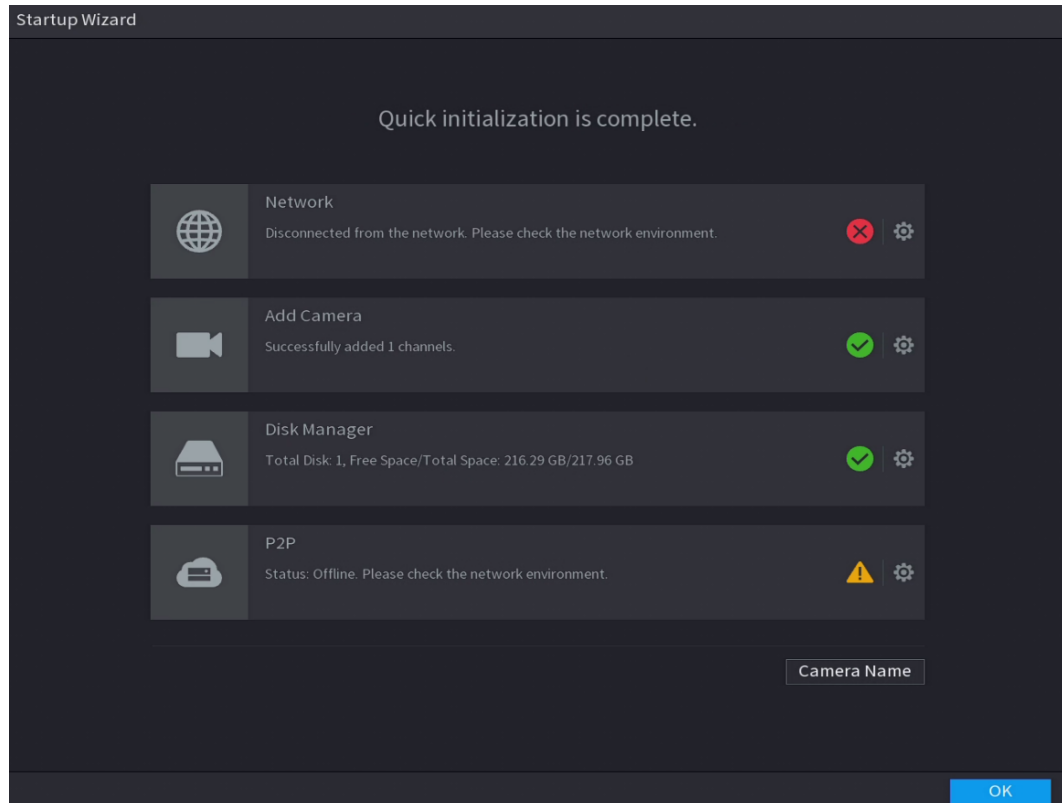 Startup Wizard
Quick initialization is complete.
Network
Disconnected from the network. Please check the network environment.
Add Camera
Successfully added 1 channels.
Disk Manager
Total Disk: 1, Free Space/Total Space: 216.29 GB/217.96 GB
P2P
Status: Offline. Please check the network environment.
Camera Name
OK